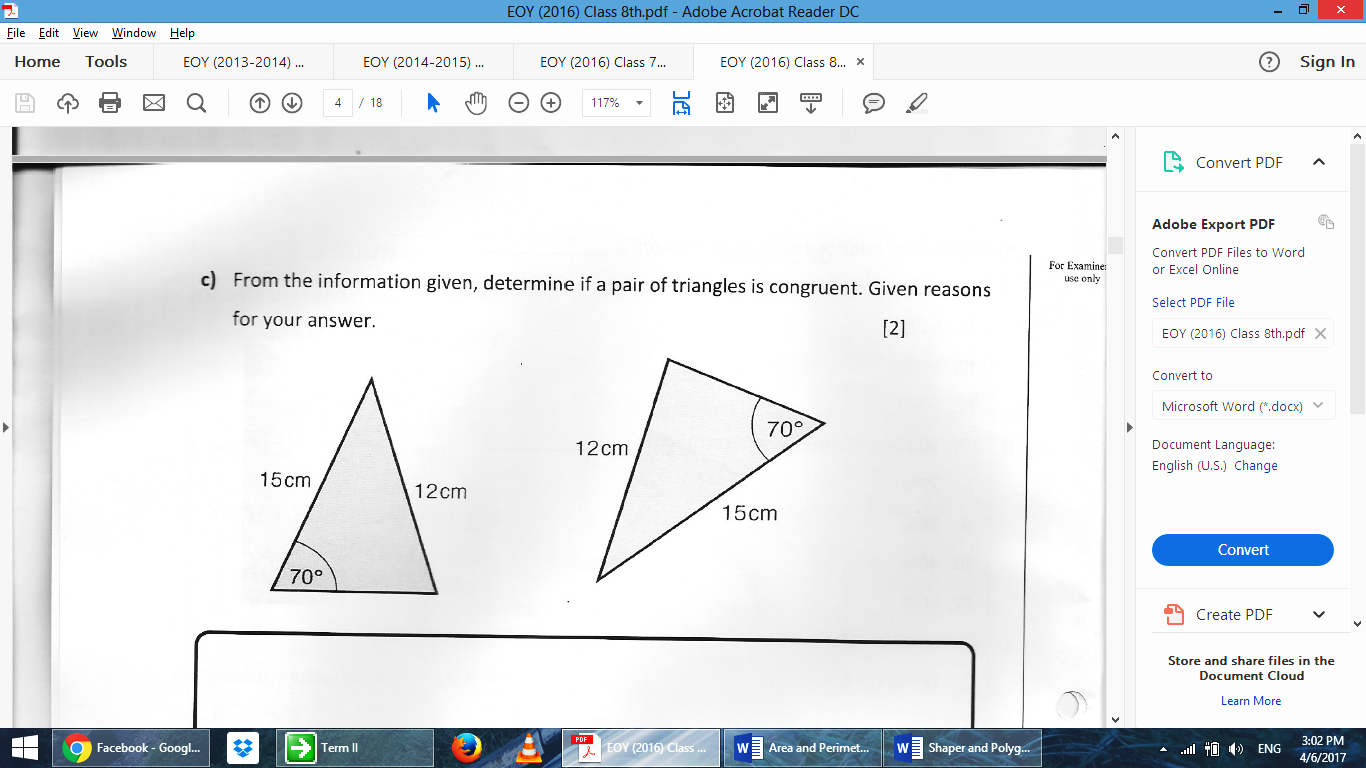 EOY (2016) Class 8th.pdf - Adobe Acrobat Reader DC
File Edit View Window Help
Home Tools EOY (2013-2014) ... EOY (2014-2015) ... EOY (2016) Class 7... EOY (2016) Class 8... × ? Sign In
4 / 18 117%
Convert PDF
Adobe Export PDF
Convert PDF Files to Word
or Excel Online
Select PDF File
EOY (2016) Class 8th.pdf
Convert to
Microsoft Word (*.docx)
Document Language:
English (U.S.) Change
Convert
Create PDF
Store and share files in the
Document Cloud
Learn More
For Examine
use only
c) From the information given, determine if a pair of triangles is congruent. Given reasons
for your answer. [2]
15cm
12cm
70°
12cm
70°
15cm
Facebook - Googl... Term II PDF EOY (2016) Class ... Area and Perimet... Shaper and Polyg... ENG 3:02 PM
4/6/2017